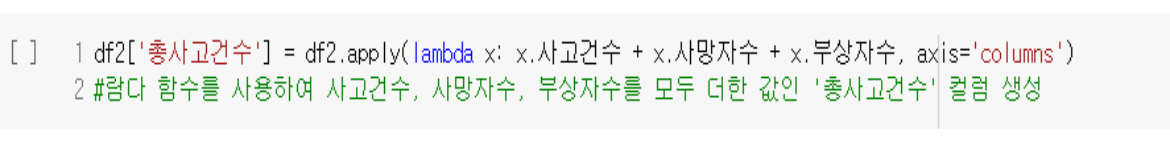 [ ] 1 df2['총사고건수'] = df2.apply(lambda x: x.사고건수 + x.사망자수 + x.부상자수, axis='columns')
2 #람다 함수를 사용하여 사고건수, 사망자수, 부상자수를 모두 더한 값인 '총사고건수' 컬럼 생성